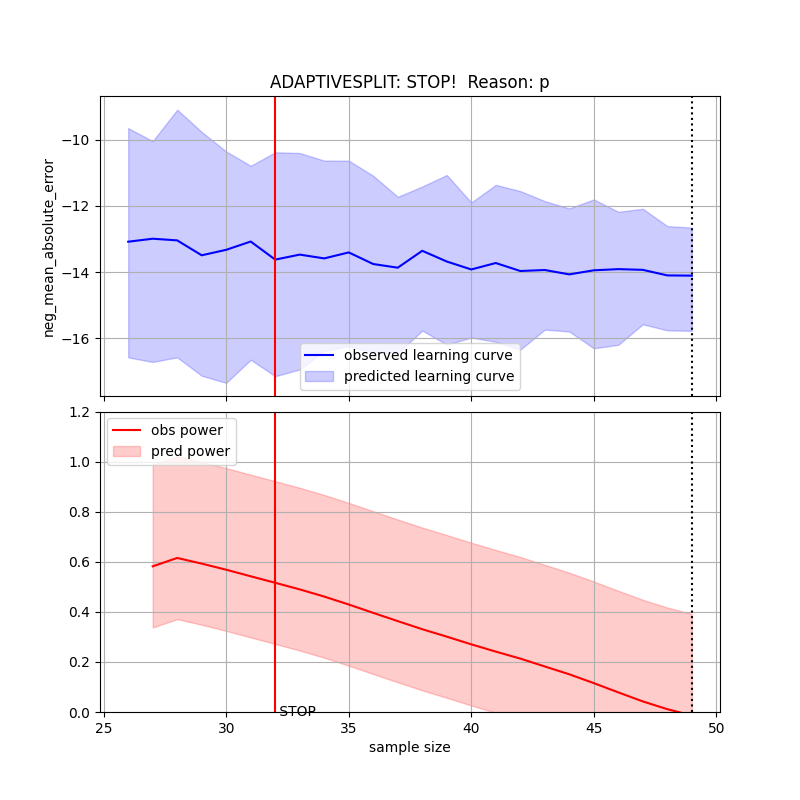 ADAPTIVESPLIT: STOP!  Reason: p
neg_mean_absolute_error
−10
−12
−14
−16
observed learning curve
predicted learning curve
1.2
1.0
0.8
0.6
0.4
0.2
0.0
obs power
pred power
STOP
25
30
35
40
45
50
sample size